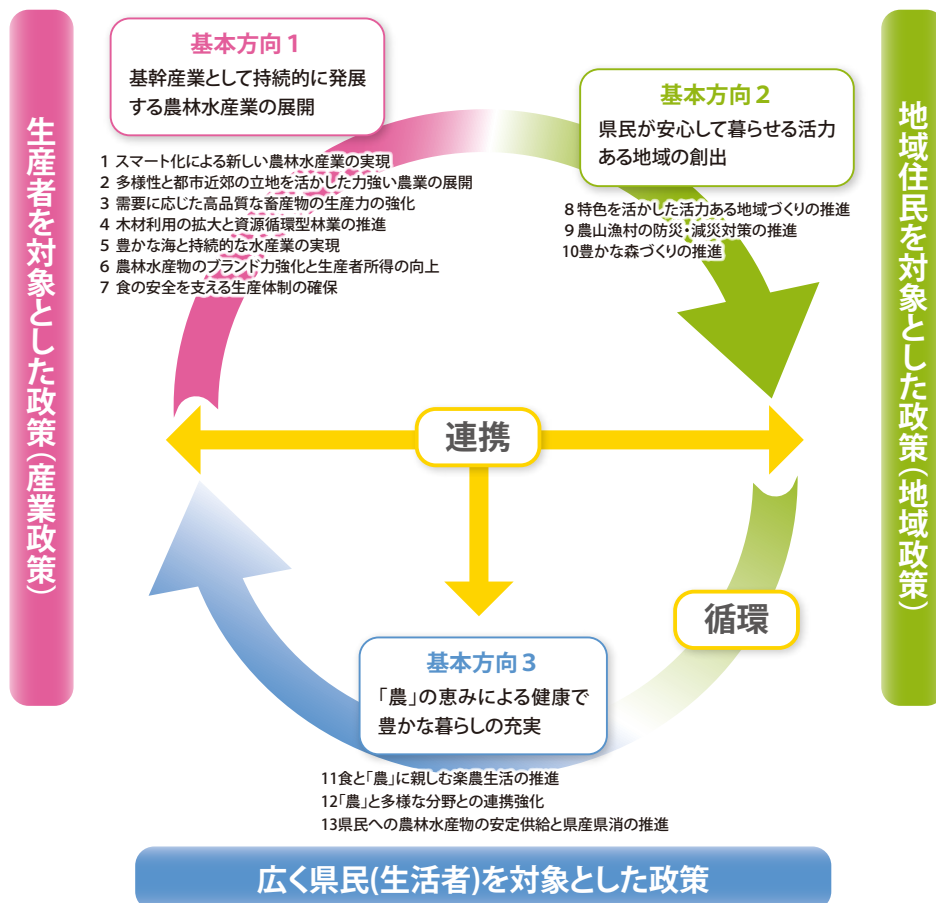 生産者を対象とした政策(産業政策)
基本方向1
基幹産業として持続的に発展
する農林水産業の展開
1 スマート化による新しい農林水産業の実現
2 多様性と都市近郊の立地を活かした力強い農業の展開
3 需要に応じた高品質な畜産物の生産力の強化
4 木材利用の拡大と資源循環型林業の推進
5 豊かな海と持続的な水産業の実現
6 農林水産物のブランド力強化と生産者所得の向上
7 食の安全を支える生産体制の確保
基本方向2
県民が安心して暮らせる活力
ある地域の創出
8特色を活かした活力ある地域づくりの推進
9農山漁村の防災・減災対策の推進
10豊かな森づくりの推進
地域住民を対象とした政策(地域政策)
連携
循環
基本方向3
「農」の恵みによる健康で
豊かな暮らしの充実
11食と「農」に親しむ楽農生活の推進
12「農」と多様な分野との連携強化
13県民への農林水産物の安定供給と県産県消の推進
広く県民(生活者)を対象とした政策